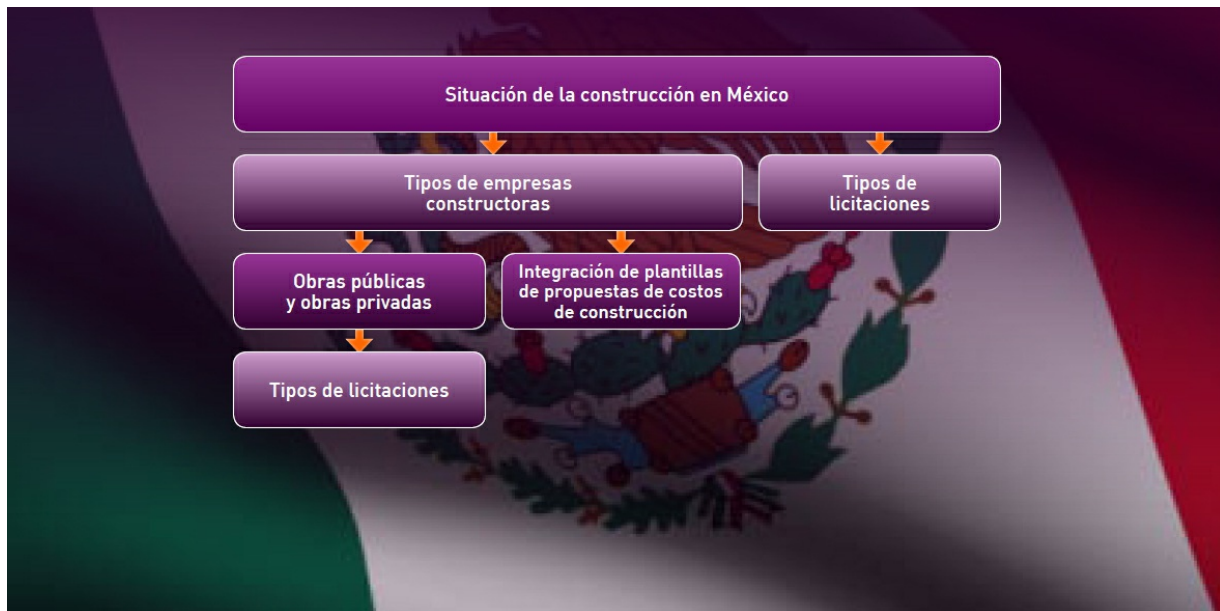 Situación de la construcción en México
Tipos de empresas
constructoras
Tipos de
licitaciones
Obras públicas
y obras privadas
Integración de plantillas
de propuestas de costos
de construcción
Tipos de licitaciones